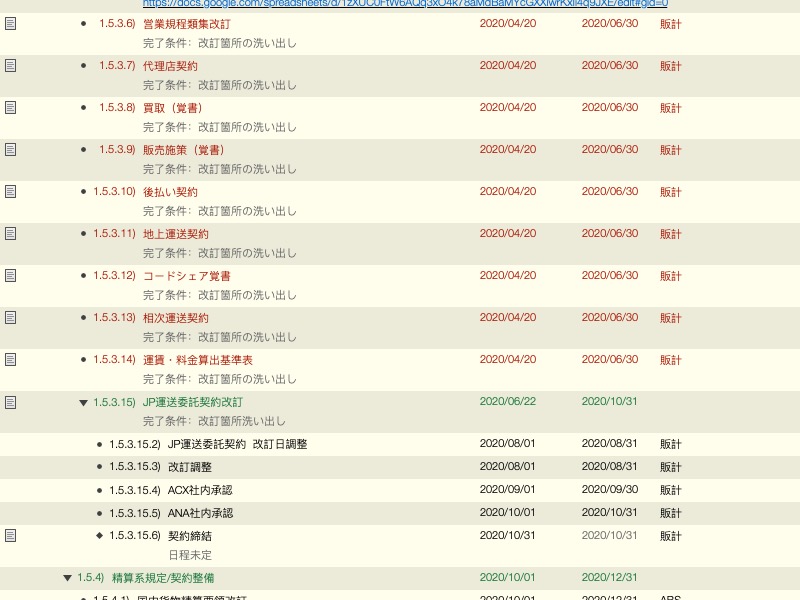 1.5.3.6) 営業規程類集改訂 2020/04/20 2020/06/30 販計
完了条件：改訂箇所の洗い出し
1.5.3.7) 代理店契約 2020/04/20 2020/06/30 販計
完了条件：改訂箇所の洗い出し
1.5.3.8) 買取（覚書） 2020/04/20 2020/06/30 販計
完了条件：改訂箇所の洗い出し
1.5.3.9) 販売施策（覚書） 2020/04/20 2020/06/30 販計
完了条件：改訂箇所の洗い出し
1.5.3.10) 後払い契約 2020/04/20 2020/06/30 販計
完了条件：改訂箇所の洗い出し
1.5.3.11) 地上運送契約 2020/04/20 2020/06/30 販計
完了条件：改訂箇所の洗い出し
1.5.3.12) コードシェア覚書 2020/04/20 2020/06/30 販計
完了条件：改訂箇所の洗い出し
1.5.3.13) 相次運送契約 2020/04/20 2020/06/30 販計
完了条件：改訂箇所の洗い出し
1.5.3.14) 運賃・料金算出基準表 2020/04/20 2020/06/30 販計
完了条件：改訂箇所の洗い出し
1.5.3.15) JP運送委託契約改訂 2020/06/22 2020/10/31
完了条件：改訂箇所洗い出し
1.5.3.15.2) JP運送委託契約 改訂日調整 2020/08/01 2020/08/31 販計
1.5.3.15.3) 改訂調整 2020/08/01 2020/08/31 販計
1.5.3.15.4) ACX社内承認 2020/09/01 2020/09/30 販計
1.5.3.15.5) ANA社内承認 2020/10/01 2020/10/31 販計
1.5.3.15.6) 契約締結 2020/10/31 2020/10/31 販計
日程未定
1.5.4) 精算系規定/契約整備 2020/10/01 2020/12/31